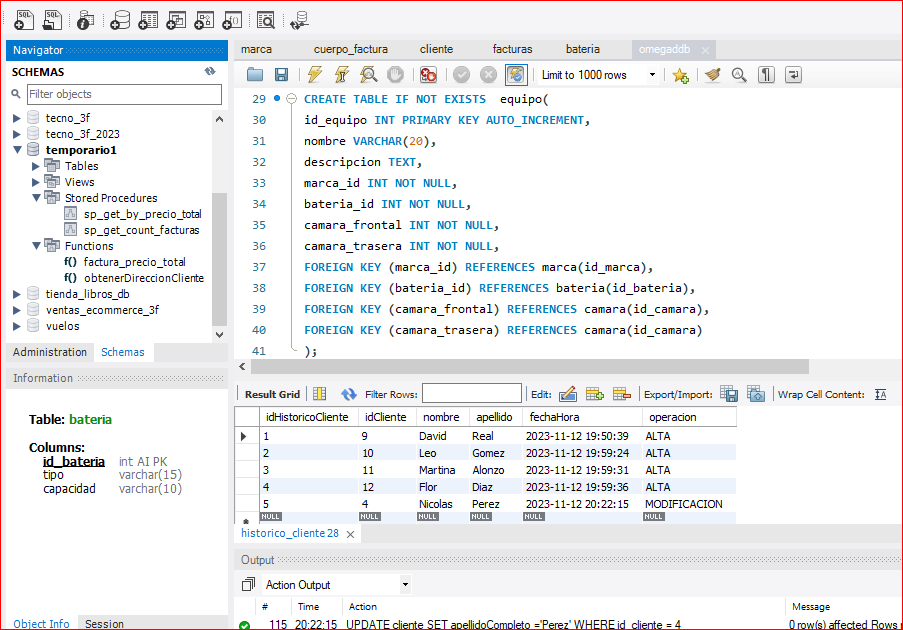 Navigator
SCHEMAS
Filter objects
tecno_3f
tecno_3f_2023
temporario1
Tables
Views
Stored Procedures
sp_get_by_precio_total
sp_get_count_facturas
Functions
f() factura_precio_total
f() obtenerDireccionCliente
tienda_libros_db
ventas_ecommerce_3f
vuelos
Administration Schemas
Information
Table: bateria
Columns:
id_bateria int AI PK
tipo varchar(15)
capacidad varchar(10)
Object Info Session
marca cuerpo_factura cliente facturas bateria omegaddb
Limit to 1000 rows
29 CREATE TABLE IF NOT EXISTS equipo(
30 id_equipo INT PRIMARY KEY AUTO_INCREMENT,
31 nombre VARCHAR(20),
32 descripcion TEXT,
33 marca_id INT NOT NULL,
34 bateria_id INT NOT NULL,
35 camara_frontal INT NOT NULL,
36 camara_trasera INT NOT NULL,
37 FOREIGN KEY (marca_id) REFERENCES marca(id_marca),
38 FOREIGN KEY (bateria_id) REFERENCES bateria(id_bateria),
39 FOREIGN KEY (camara_frontal) REFERENCES camara(id_camara),
40 FOREIGN KEY (camara_trasera) REFERENCES camara(id_camara)
41 );
Result Grid Filter Rows: Edit: Export/Import: Wrap Cell Content:
idHistoricoCliente idCliente nombre apellido fechaHora operacion
1 9 David Real 2023-11-12 19:50:39 ALTA
2 10 Leo Gomez 2023-11-12 19:59:24 ALTA
3 11 Martina Alonzo 2023-11-12 19:59:31 ALTA
4 12 Flor Diaz 2023-11-12 19:59:36 ALTA
5 4 Nicolas Perez 2023-11-12 20:22:15 MODIFICACION
NULL NULL NULL NULL NULL NULL
historico_cliente 28
Output
Action Output
# Time Action Message
115 20:22:15 UPDATE cliente SET apellidoCompleto ='Perez' WHERE id_cliente = 4 0 row(s) affected Rows